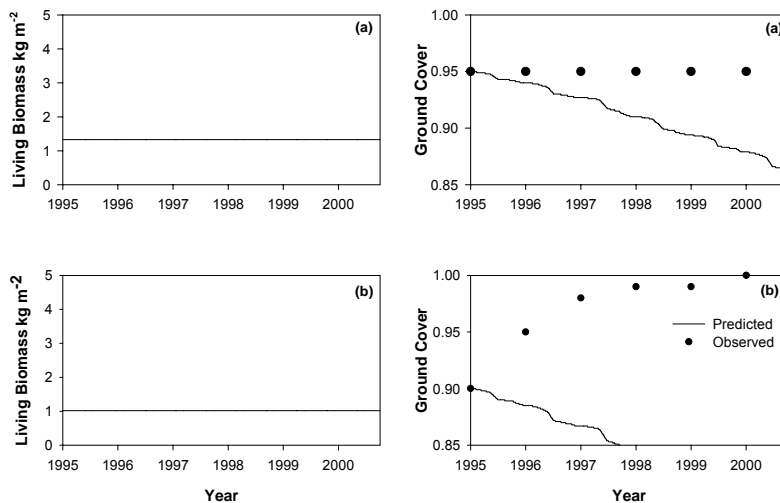 Living Biomass kg m-2
5
4
3
2
1
0
(a)
1995 1996 1997 1998 1999 2000
Ground Cover
1.00
0.95
0.90
0.85
(a)
1995 1996 1997 1998 1999 2000
Living Biomass kg m-2
5
4
3
2
1
0
(b)
1995 1996 1997 1998 1999 2000
Year
Ground Cover
1.00
0.95
0.90
0.85
(b)
Predicted
Observed
1995 1996 1997 1998 1999 2000
Year